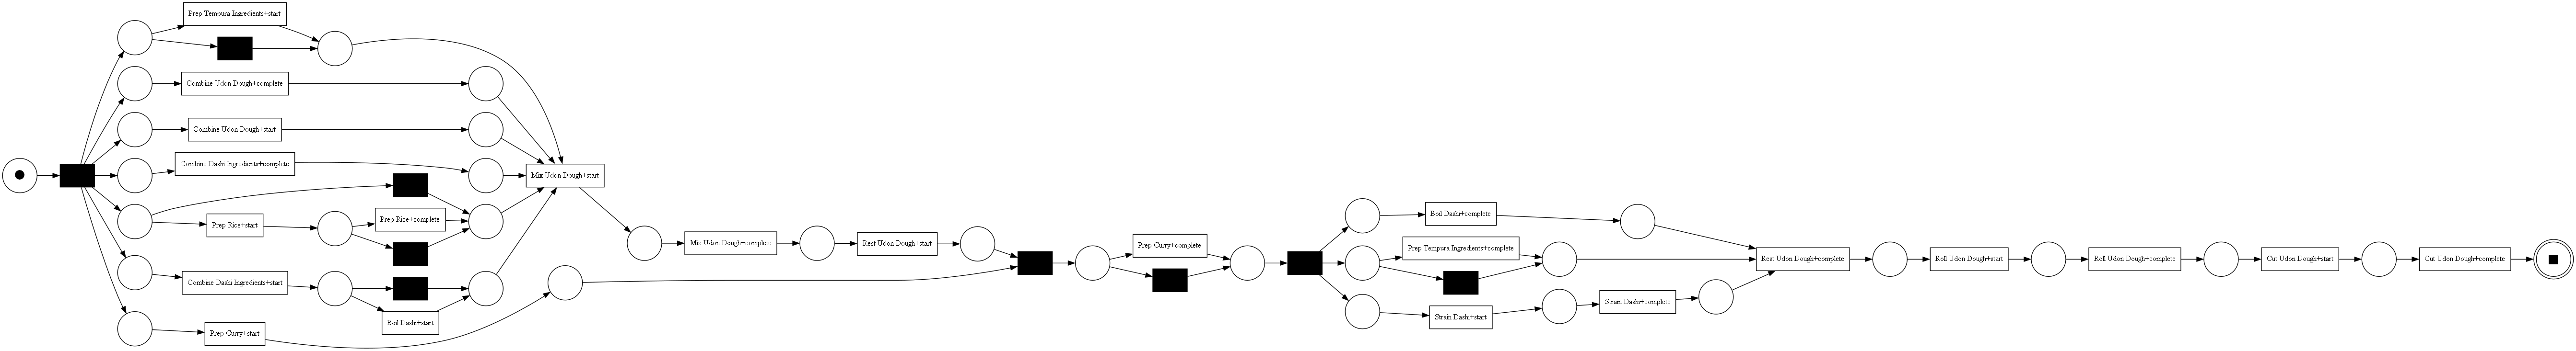 Prep Tempura Ingredients+start
Combine Udon Dough+complete
Combine Udon Dough+start
Combine Dashi Ingredients+complete
Mix Udon Dough+start
Prep Rice+start
Prep Rice+complete
Combine Dashi Ingredients+start
Boil Dashi+start
Prep Curry+start
Mix Udon Dough+complete
Rest Udon Dough+start
Prep Curry+complete
Boil Dashi+complete
Prep Tempura Ingredients+complete
Strain Dashi+start
Strain Dashi+complete
Rest Udon Dough+complete
Roll Udon Dough+start
Roll Udon Dough+complete
Cut Udon Dough+start
Cut Udon Dough+complete